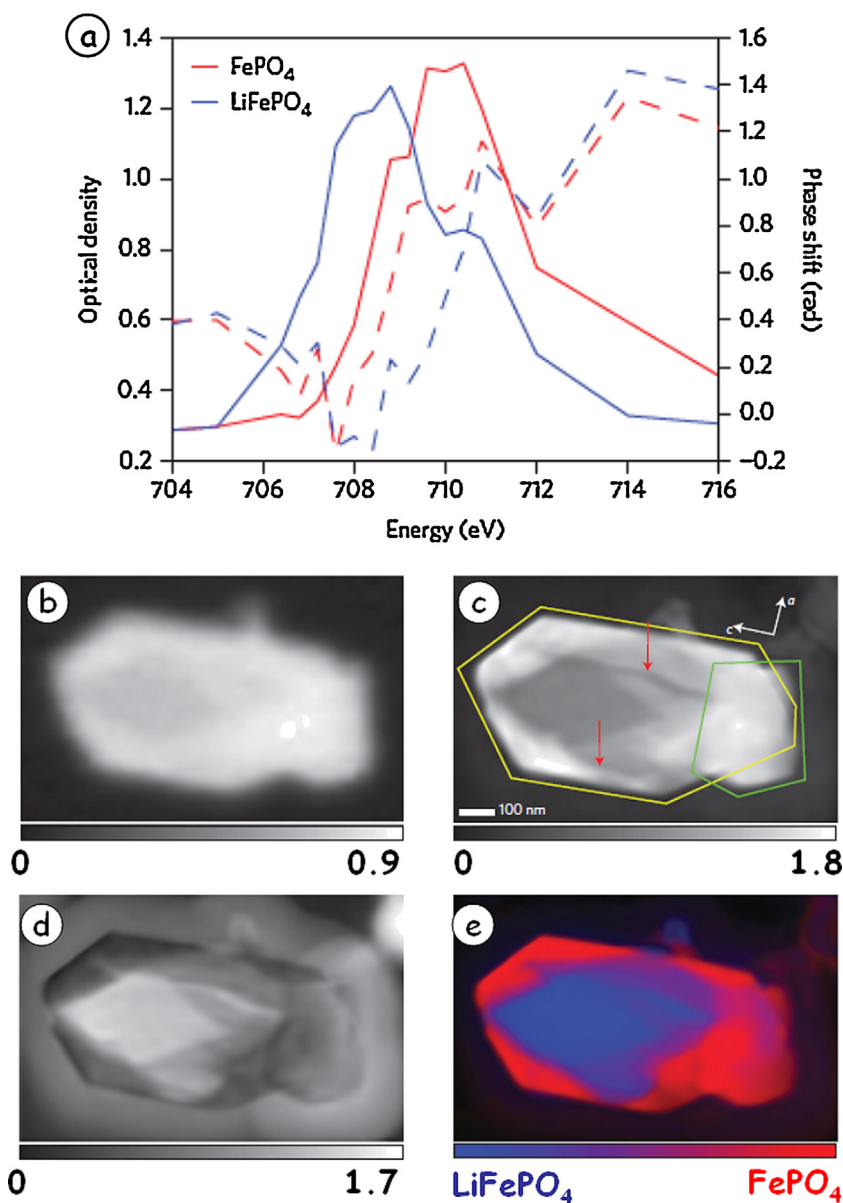 a
1.4
1.2
1.0
0.8
0.6
0.4
0.2
Optical density
FePO4
LiFePO4
1.6
1.4
1.2
1.0
0.8
0.6
0.4
0.2
0.0
−0.2
Phase shift (rad)
704 706 708 710 712 714 716
Energy (eV)
b
0 0.9
c
c a
100 nm
0 1.8
d
0 1.7
e
LiFePO4 FePO4